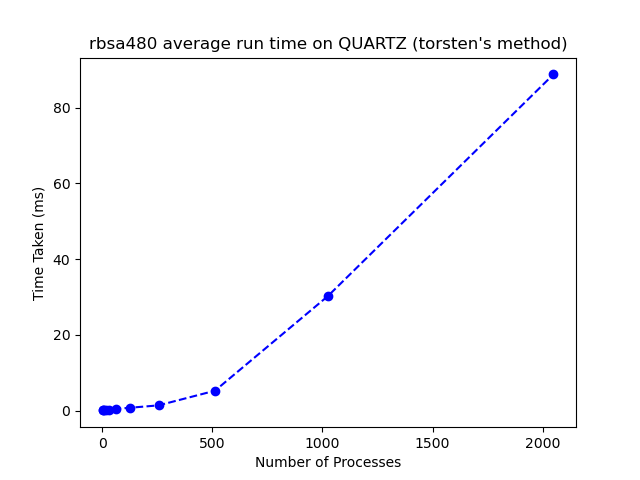 rbsa480 average run time on QUARTZ (torsten's method)
80
60
40
20
0
Time Taken (ms)
0 500 1000 1500 2000
Number of Processes